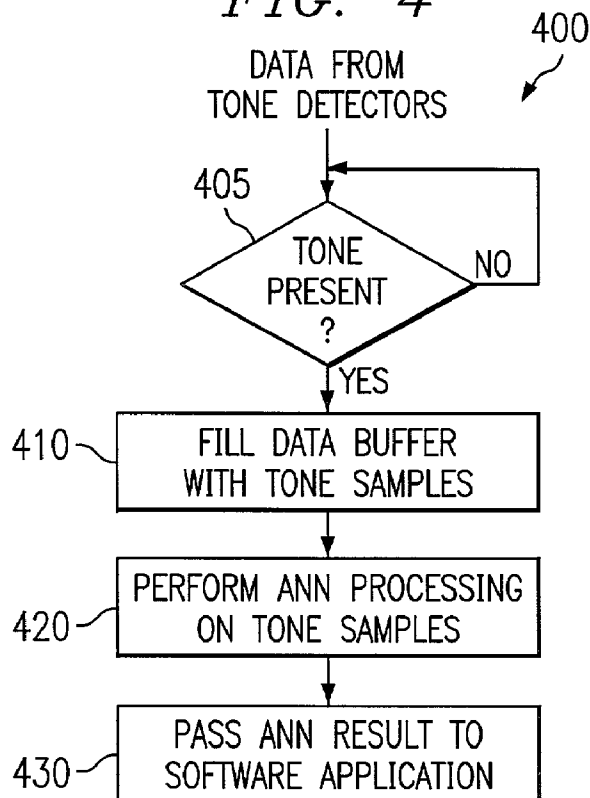 FIG. 4
400
DATA FROM
TONE DETECTORS
405
TONE
PRESENT
?
NO
YES
410
FILL DATA BUFFER
WITH TONE SAMPLES
420
PERFORM ANN PROCESSING
ON TONE SAMPLES
430
PASS ANN RESULT TO
SOFTWARE APPLICATION